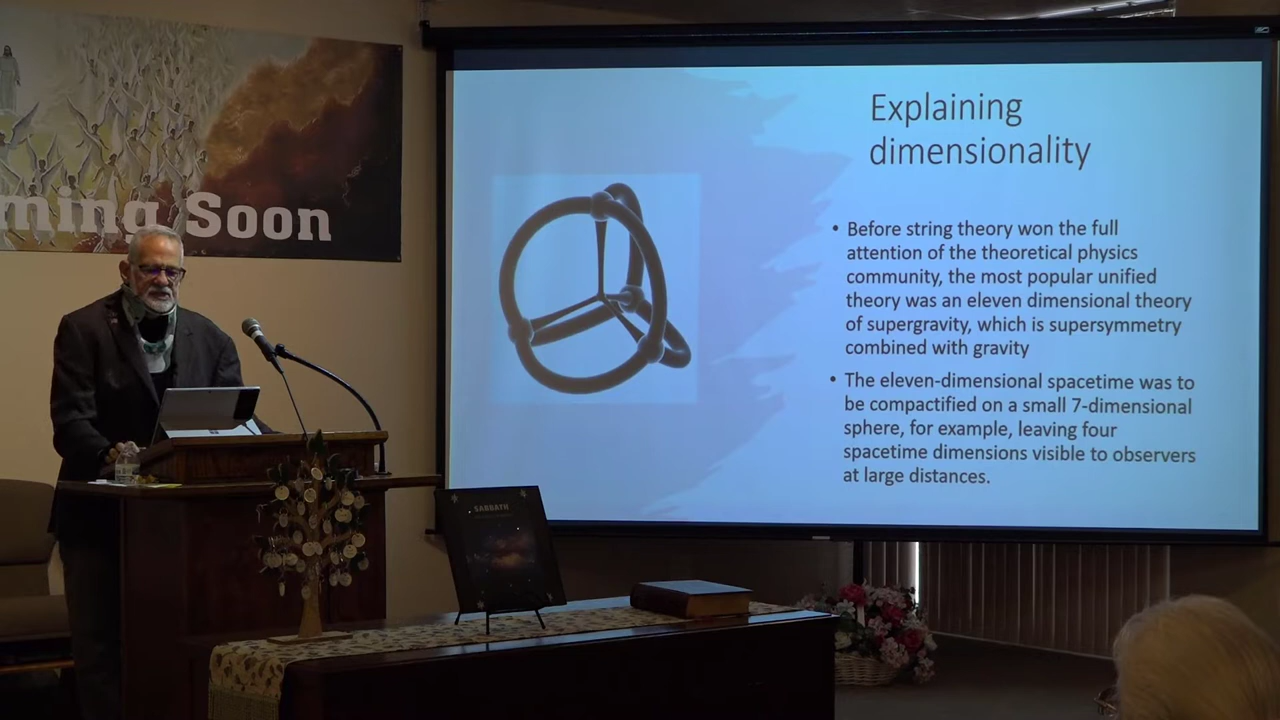 ming Soon
Explaining
dimensionality
• Before string theory won the full
attention of the theoretical physics
community, the most popular unified
theory was an eleven dimensional theory
of supergravity, which is supersymmetry
combined with gravity
• The eleven-dimensional spacetime was to
be compactified on a small 7-dimensional
sphere, for example, leaving four
spacetime dimensions visible to observers
at large distances.
SABBATH